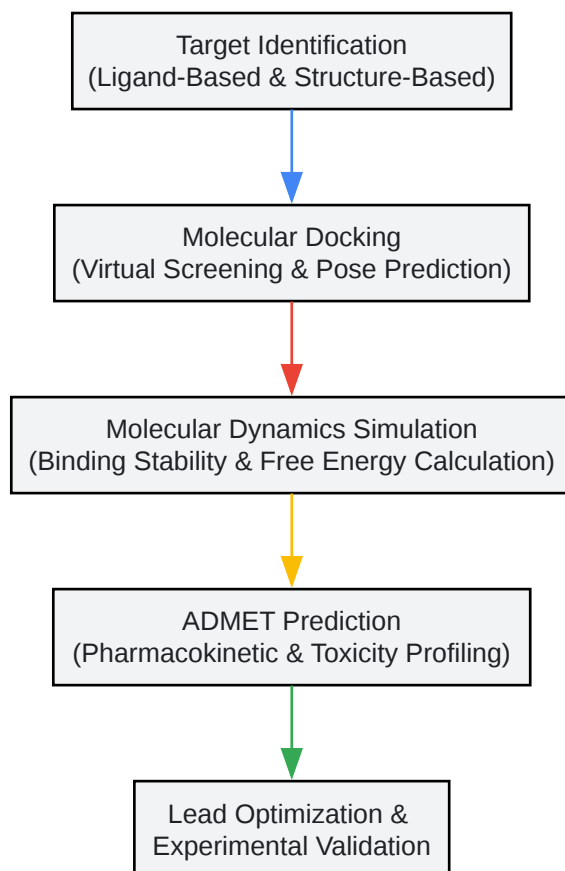 Target Identification
(Ligand-Based & Structure-Based)
Molecular Docking
(Virtual Screening & Pose Prediction)
Molecular Dynamics Simulation
(Binding Stability & Free Energy Calculation)
ADMET Prediction
(Pharmacokinetic & Toxicity Profiling)
Lead Optimization &
Experimental Validation